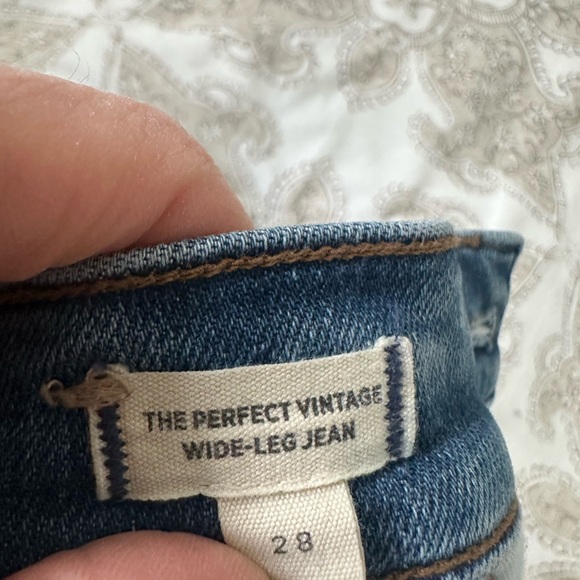 THE PERFECT VINTAGE
WIDE-LEG JEAN
28